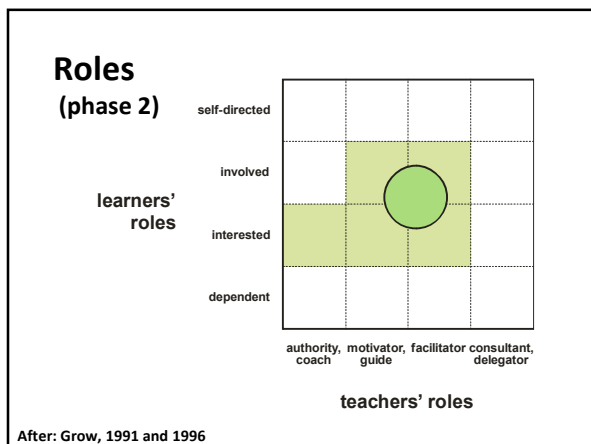 Roles
(phase 2)
self-directed
involved
learners'
roles
interested
dependent
authority, motivator, facilitator consultant,
coach guide delegator
teachers' roles
After: Grow, 1991 and 1996